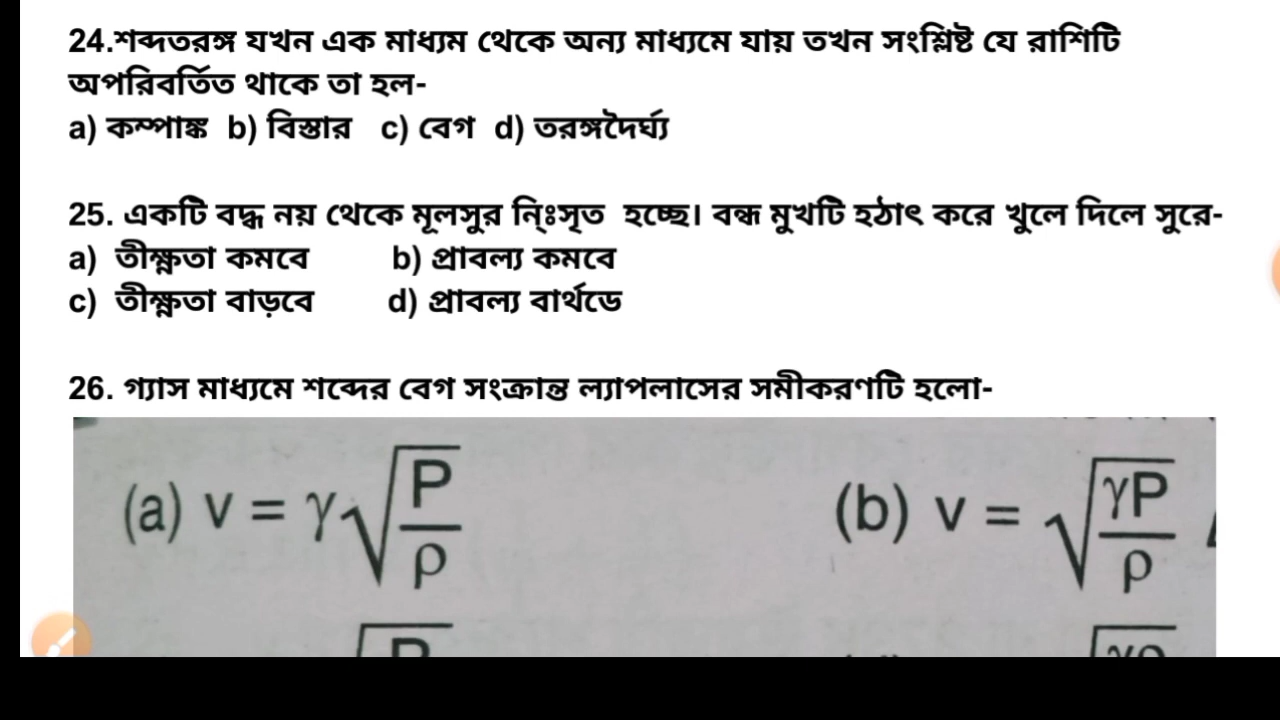 24.শব্দতরঙ্গ যখন এক মাধ্যম থেকে অন্য মাধ্যমে যায় তখন সংশ্লিষ্ট যে রাশিটি
অপরিবর্তিত থাকে তা হল-
a) কম্পাঙ্ক b) বিস্তার c) বেগ d) তরঙ্গদৈর্ঘ্য
25. একটি বদ্ধ নয় থেকে মূলসুর নি্ঃসৃত হচ্ছে। বন্ধ মুখটি হঠাৎ করে খুলে দিলে সুরে-
a) তীক্ষ্ণতা কমবে b) প্রাবল্য কমবে
c) তীক্ষ্ণতা বাড়বে d) প্রাবল্য বার্থডে
26. গ্যাস মাধ্যমে শব্দের বেগ সংক্রান্ত ল্যাপলাসের সমীকরণটি হলো-
(a) v = γ√(P/ρ) (b) v = √(γP/ρ)